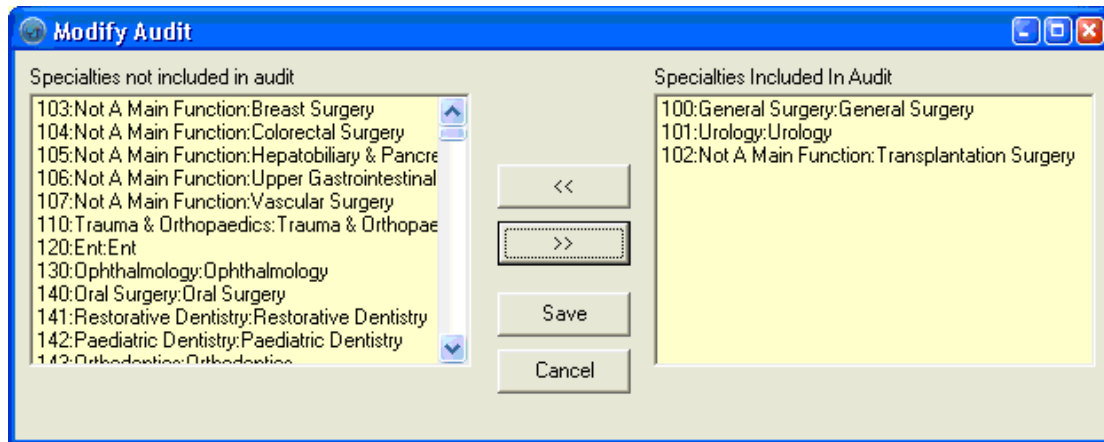 Modify Audit
Specialties not included in audit
103:Not A Main Function:Breast Surgery
104:Not A Main Function:Colorectal Surgery
105:Not A Main Function:Hepatobiliary & Pancre
106:Not A Main Function:Upper Gastrointestinal
107:Not A Main Function:Vascular Surgery
110:Trauma & Orthopaedics:Trauma & Orthopae
120:Ent:Ent
130:Ophthalmology:Ophthalmology
140:Oral Surgery:Oral Surgery
141:Restorative Dentistry:Restorative Dentistry
142:Paediatric Dentistry:Paediatric Dentistry
143:Orthodontics:Orthodontics
<<
>>
Save
Cancel
Specialties Included In Audit
100:General Surgery:General Surgery
101:Urology:Urology
102:Not A Main Function:Transplantation Surgery